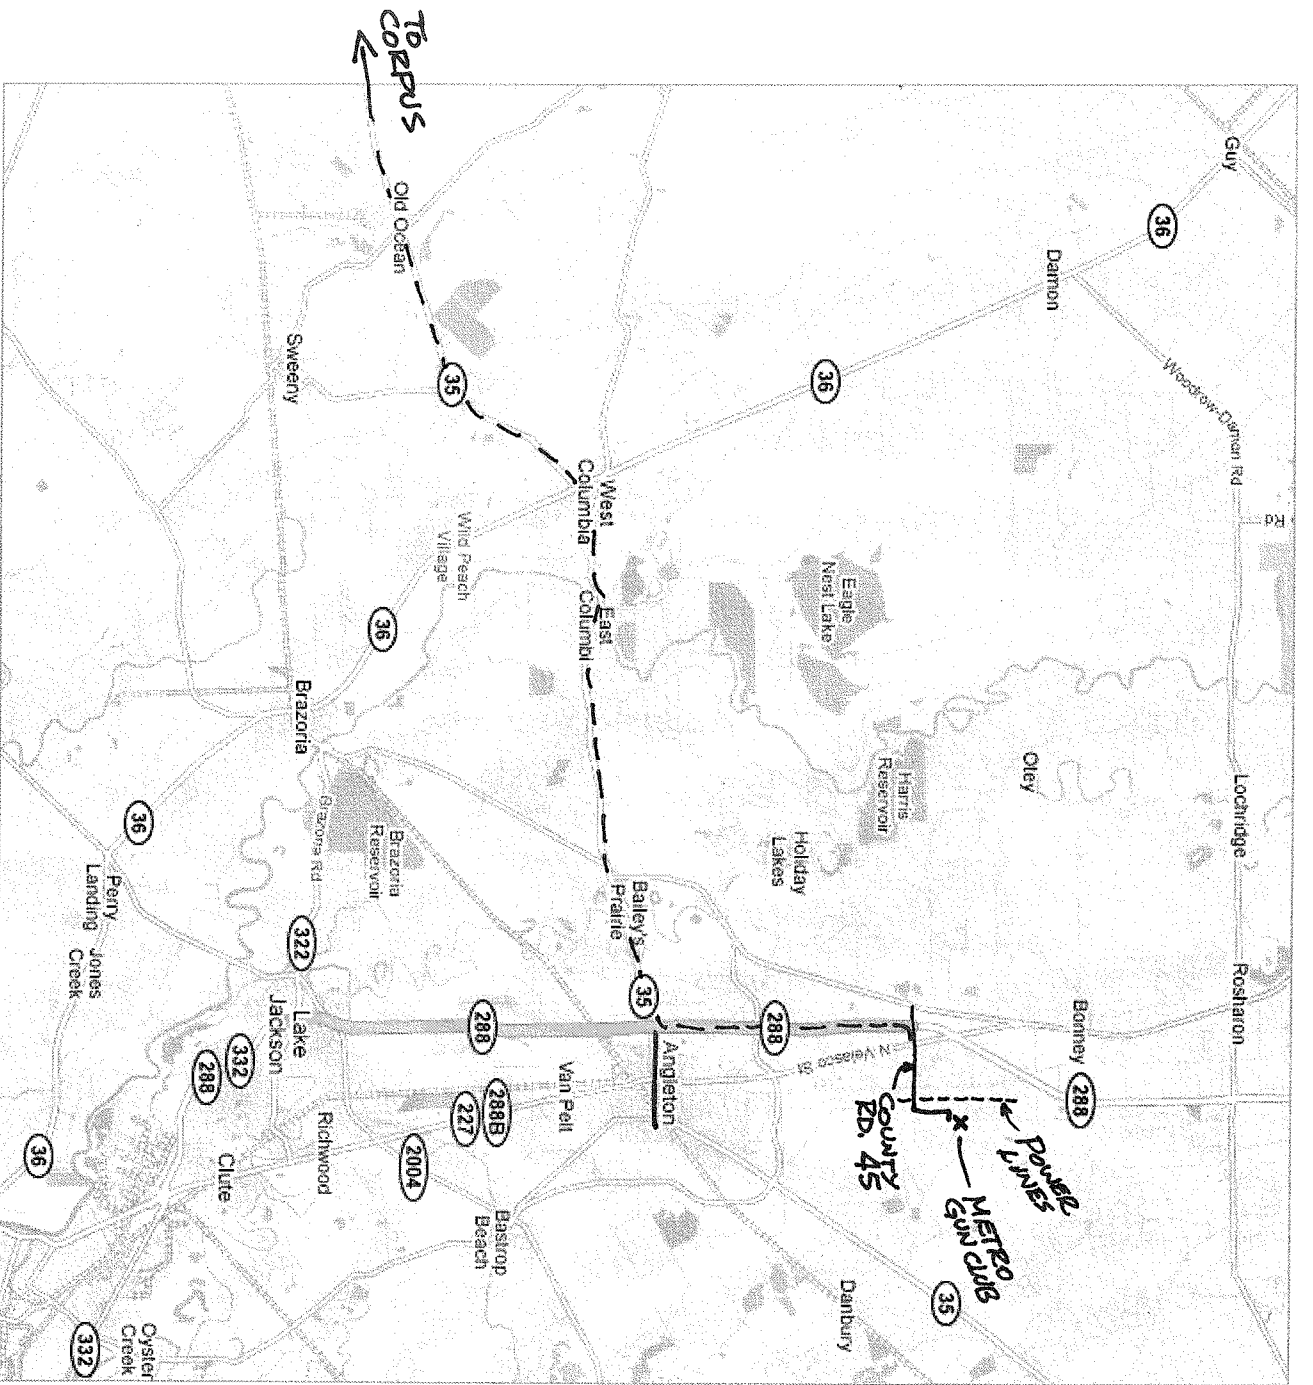 TO
CORPUS
Guy
36
Damon
Woodrow-Damon Rd
Rd
Old Ocean
36
Sweeny
35
West
Columbia
Wild Peach
Village
East
Columbi
Eagle
Nest Lake
36
Brazoria
Harris
Reservoir
Otey
Lochridge
Brazoria Rd
Brazoria
Reservoir
Holiday
Lakes
36
Perry
Landing
Jones
Creek
Bailey's
Prairie
322
35
Rosharon
Lake
Jackson
288
288
Bonney
N Velasco St
288
332
288
Van Pelt
Angleton
288B
227
COUNTY
RD. 45
POWER
LINES
METRO
GUN CLUB
Richwood
2004
Clute
36
Bastrop
Beach
35
Danbury
Oyster
Creek
332